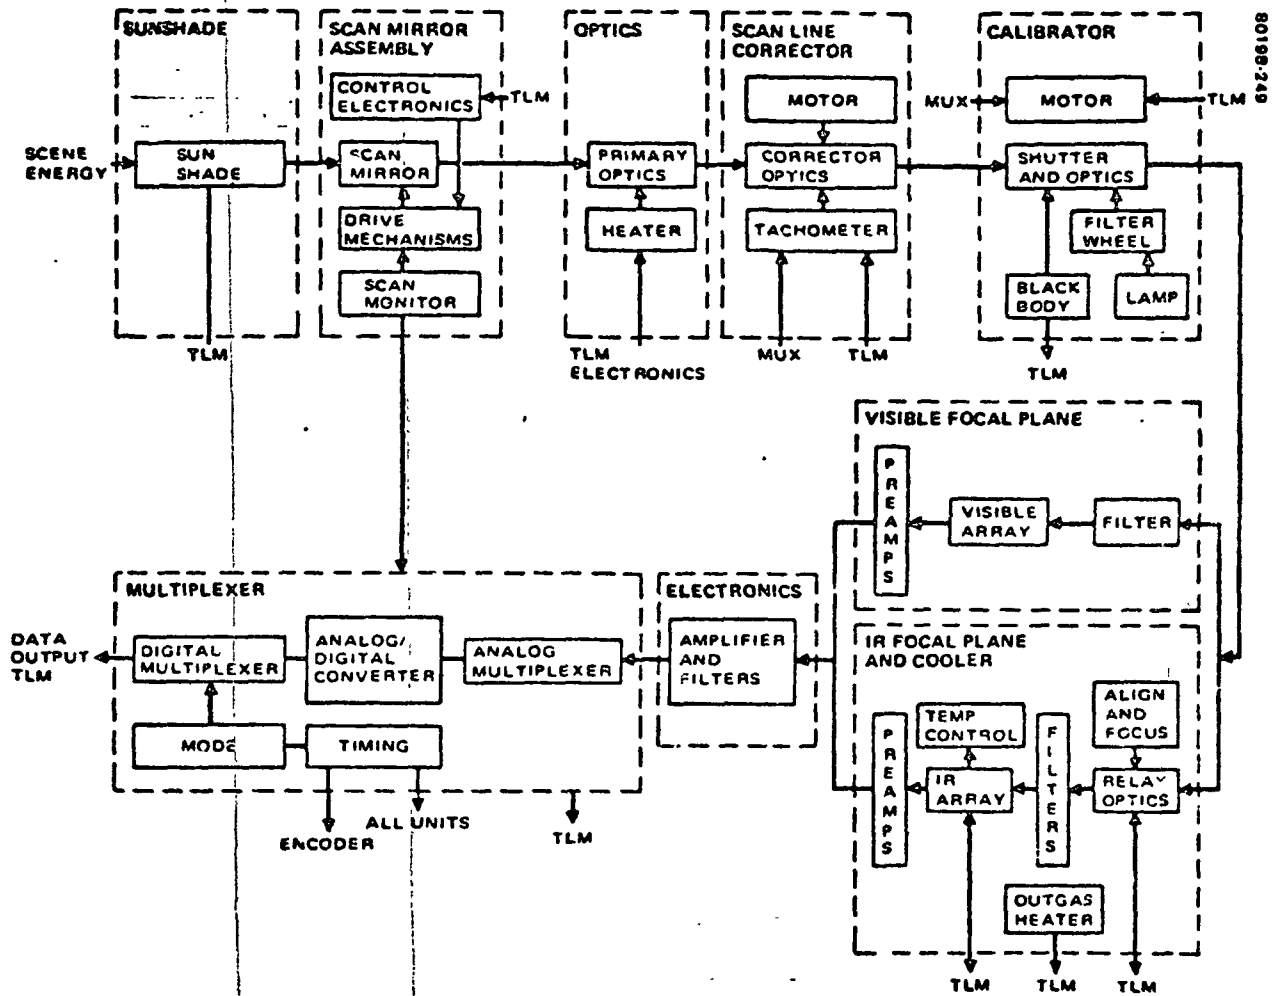 80198-249
SUNSHADE
SCENE
ENERGY
SUN
SHADE
TLM
SCAN MIRROR
ASSEMBLY
CONTROL
ELECTRONICS
TLM
SCAN
MIRROR
DRIVE
MECHANISMS
SCAN
MONITOR
OPTICS
PRIMARY
OPTICS
HEATER
TLM
ELECTRONICS
SCAN LINE
CORRECTOR
MOTOR
CORRECTOR
OPTICS
TACHOMETER
MUX
TLM
CALIBRATOR
MUX
MOTOR
TLM
SHUTTER
AND OPTICS
FILTER
WHEEL
BLACK
BODY
LAMP
TLM
VISIBLE FOCAL PLANE
PREAMPS
VISIBLE
ARRAY
FILTER
MULTIPLEXER
DATA
OUTPUT
TLM
DIGITAL
MULTIPLEXER
ANALOG/
DIGITAL
CONVERTER
ANALOG
MULTIPLEXER
MODE
TIMING
ENCODER
ALL UNITS
TLM
ELECTRONICS
AMPLIFIER
AND
FILTERS
IR FOCAL PLANE
AND COOLER
PREAMPS
TEMP
CONTROL
IR
ARRAY
FILTERS
ALIGN
AND
FOCUS
RELAY
OPTICS
OUTGAS
HEATER
TLM
TLM
TLM